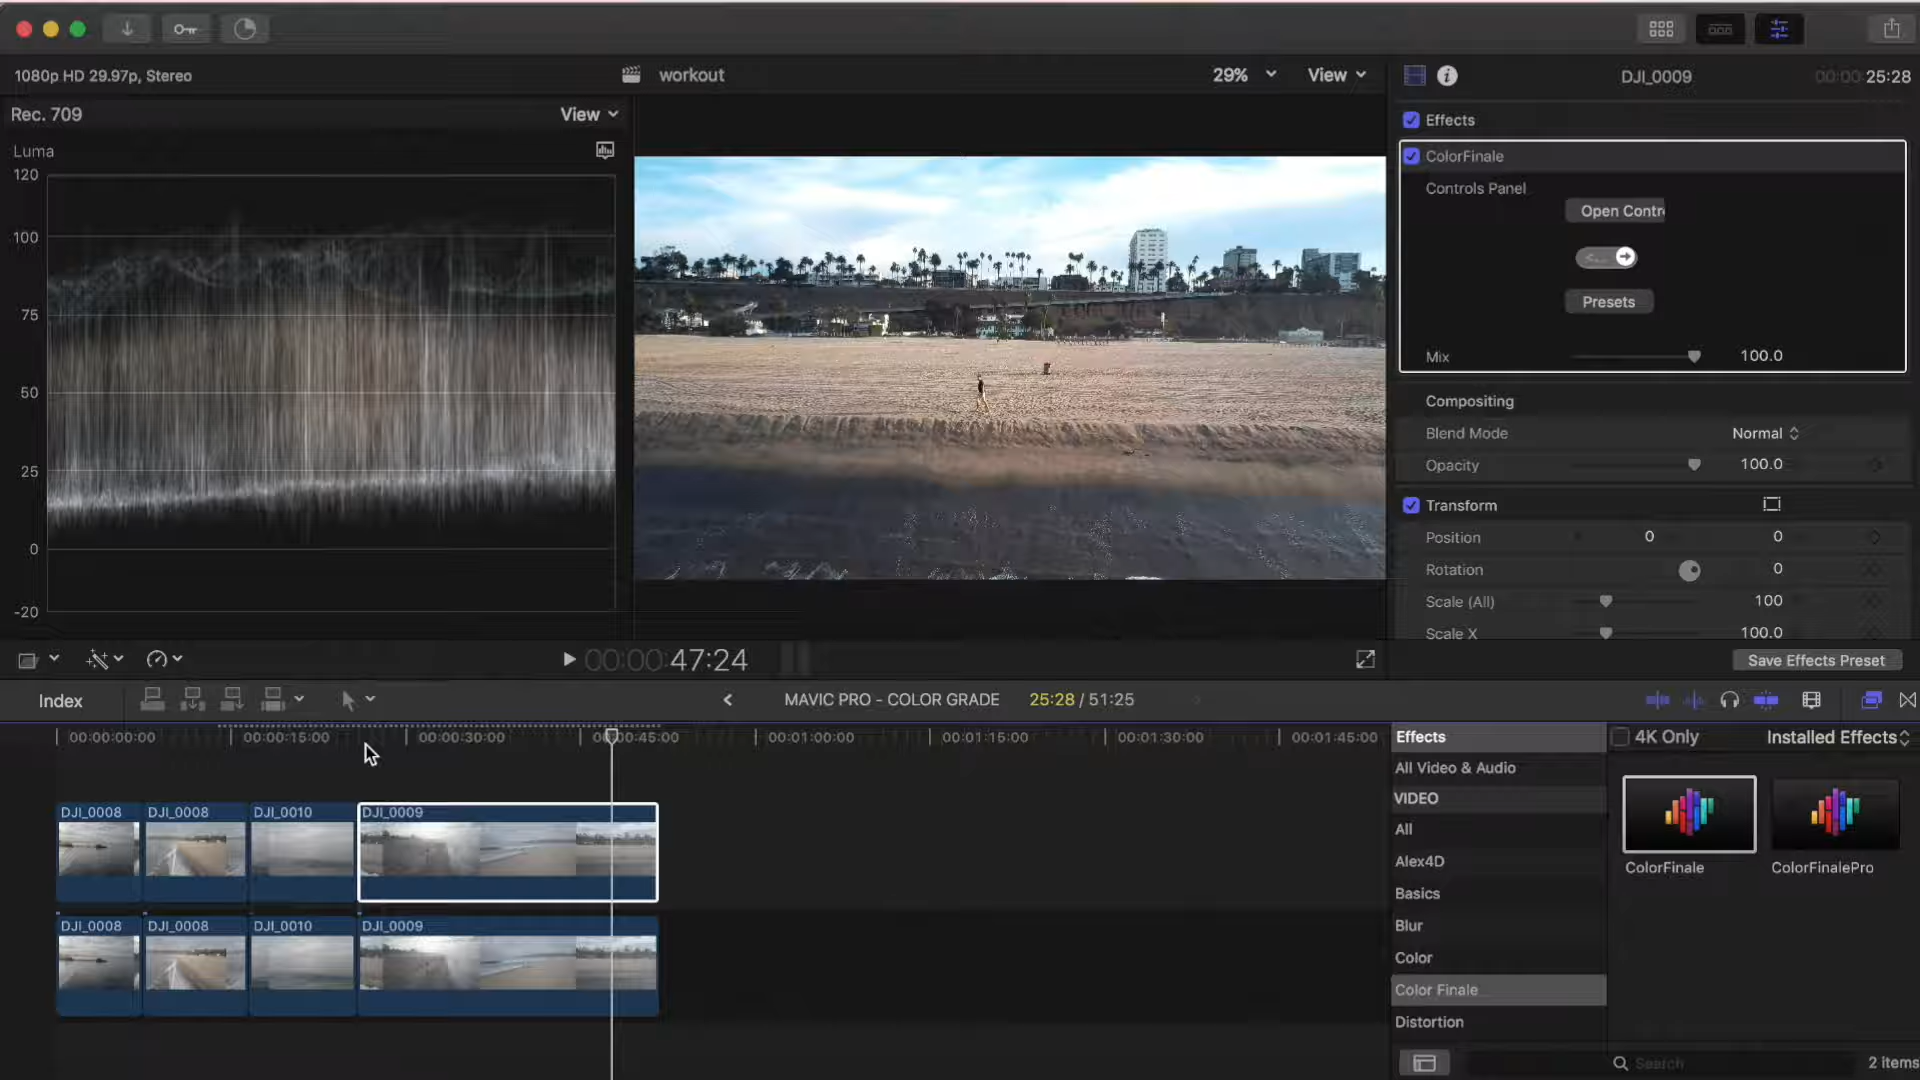 1080p HD 29.97p, Stereo
workout
29%
View
DJI_0009
00:00:25:28
Rec. 709
View
Luma
120
100
75
50
25
0
-20
Effects
ColorFinale
Controls Panel
Open Contr
Presets
Mix
100.0
Compositing
Blend Mode
Normal
Opacity
100.0
Transform
Position
0
0
Rotation
0
Scale (All)
100
Scale X
100.0
00:00:47:24
Save Effects Preset
Index
MAVIC PRO - COLOR GRADE
25:28 / 51:25
00:00:00:00
00:00:15:00
00:00:30:00
00:00:45:00
00:01:00:00
00:01:15:00
00:01:30:00
00:01:45:00
DJI_0008
DJI_0008
DJI_0010
DJI_0009
DJI_0008
DJI_0008
DJI_0010
DJI_0009
Effects
4K Only
Installed Effects
All Video & Audio
VIDEO
All
Alex4D
Basics
Blur
Color
Color Finale
Distortion
ColorFinale
ColorFinalePro
Search
2 items